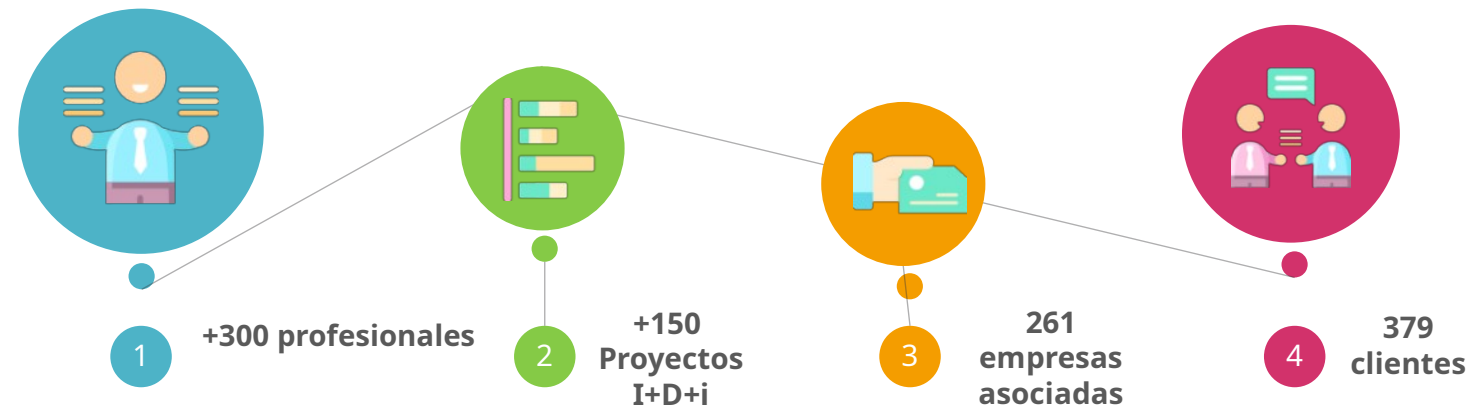 1
+300 profesionales
2
+150
Proyectos
I+D+i
3
261
empresas
asociadas
4
379
clientes